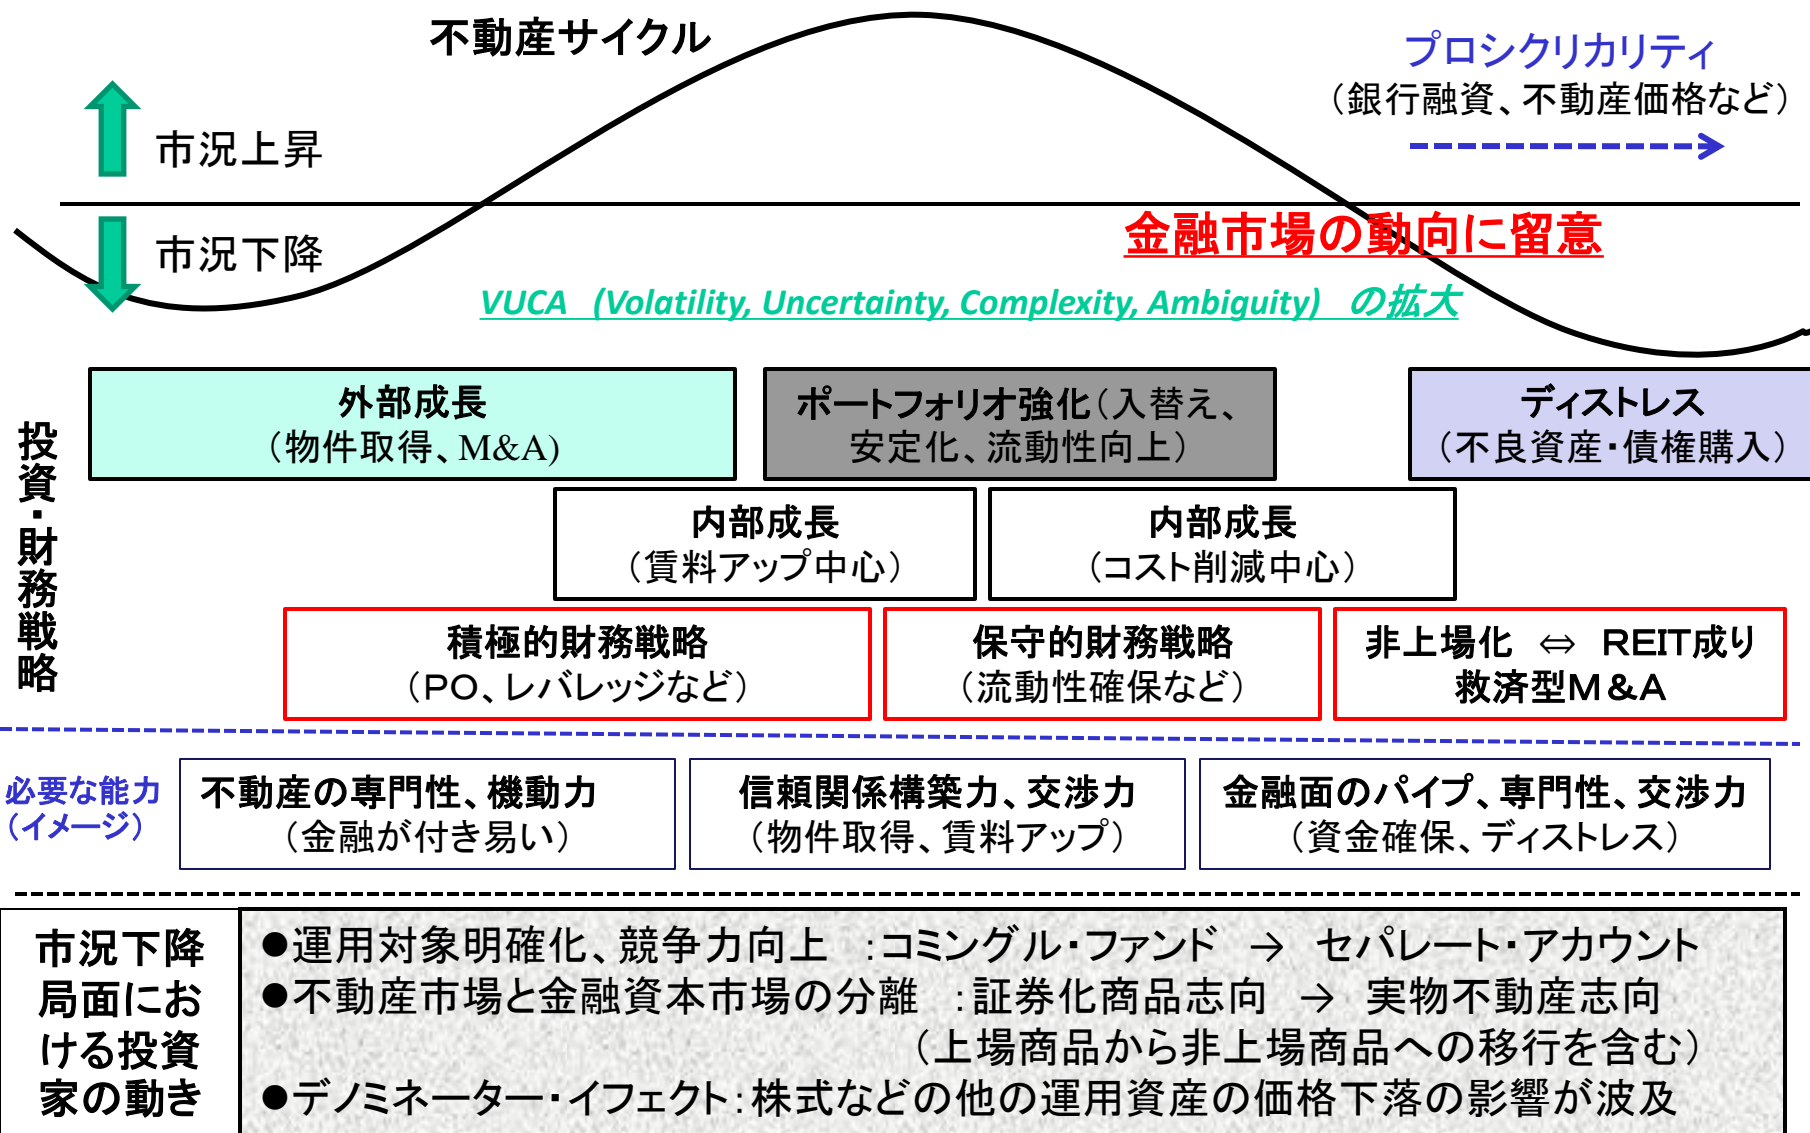 不動産サイクル
プロシクリカリティ
（銀行融資、不動産価格など）
市況上昇
市況下降
金融市場の動向に留意
VUCA (Volatility, Uncertainty, Complexity, Ambiguity) の拡大
投資・財務戦略
外部成長
（物件取得、M&A)
ポートフォリオ強化（入替え、
安定化、流動性向上）
ディストレス
（不良資産・債権購入）
内部成長
（賃料アップ中心）
内部成長
（コスト削減中心）
積極的財務戦略
（ＰＯ、レバレッジなど）
保守的財務戦略
（流動性確保など）
非上場化 ⇔ ＲＥＩＴ成り
救済型Ｍ＆Ａ
必要な能力
（イメージ）
不動産の専門性、機動力
（金融が付き易い）
信頼関係構築力、交渉力
（物件取得、賃料アップ）
金融面のパイプ、専門性、交渉力
（資金確保、ディストレス）
市況下降
局面にお
ける投資
家の動き
●運用対象明確化、競争力向上 ：コミングル・ファンド → セパレート・アカウント
●不動産市場と金融資本市場の分離 ：証券化商品志向 → 実物不動産志向
（上場商品から非上場商品への移行を含む）
●デノミネーター・イフェクト：株式などの他の運用資産の価格下落の影響が波及